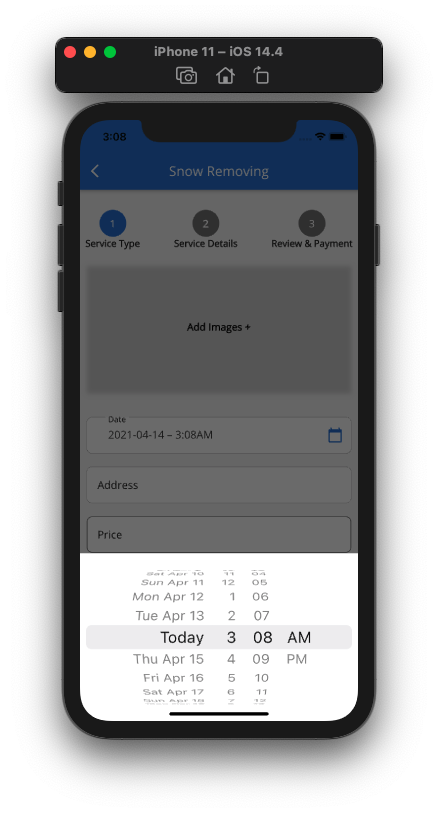 iPhone 11 – iOS 14.4
3:08
Snow Removing
1 2 3
Service Type Service Details Review & Payment
Add Images +
Date
2021-04-14 – 3:08AM
Address
Price
Sat Apr 10 11 04
Sun Apr 11 12 05
Mon Apr 12 1 06
Tue Apr 13 2 07
Today 3 08 AM
Thu Apr 15 4 09 PM
Fri Apr 16 5 10
Sat Apr 17 6 11
Sun Apr 18 7 12